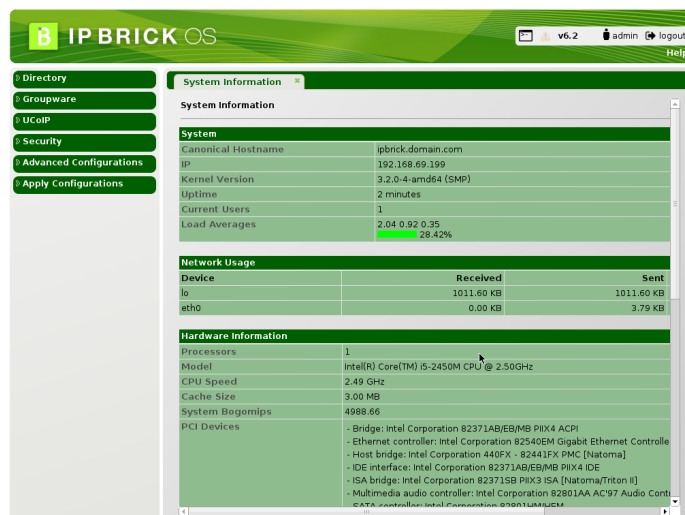 IPBRICK OS
v6.2 admin logout
Help
Directory
Groupware
UCoIP
Security
Advanced Configurations
Apply Configurations
System Information
System Information
System
Canonical Hostname ipbrick.domain.com
IP 192.168.69.199
Kernel Version 3.2.0-4-amd64 (SMP)
Uptime 2 minutes
Current Users 1
Load Averages 2.04 0.92 0.35
28.42%
Network Usage
Device Received Sent
lo 1011.60 KB 1011.60 KB
eth0 0.00 KB 3.79 KB
Hardware Information
Processors 1
Model Intel(R) Core(TM) i5-2450M CPU @ 2.50GHz
CPU Speed 2.49 GHz
Cache Size 3.00 MB
System Bogomips 4988.66
PCI Devices - Bridge: Intel Corporation 82371AB/EB/MB PIIX4 ACPI
- Ethernet controller: Intel Corporation 82540EM Gigabit Ethernet Controlle
- Host bridge: Intel Corporation 440FX - 82441FX PMC [Natoma]
- IDE interface: Intel Corporation 82371AB/EB/MB PIIX4 IDE
- ISA bridge: Intel Corporation 82371SB PIIX3 ISA [Natoma/Triton II]
- Multimedia audio controller: Intel Corporation 82801AA AC'97 Audio Cont
- SATA controller: Intel Corporation